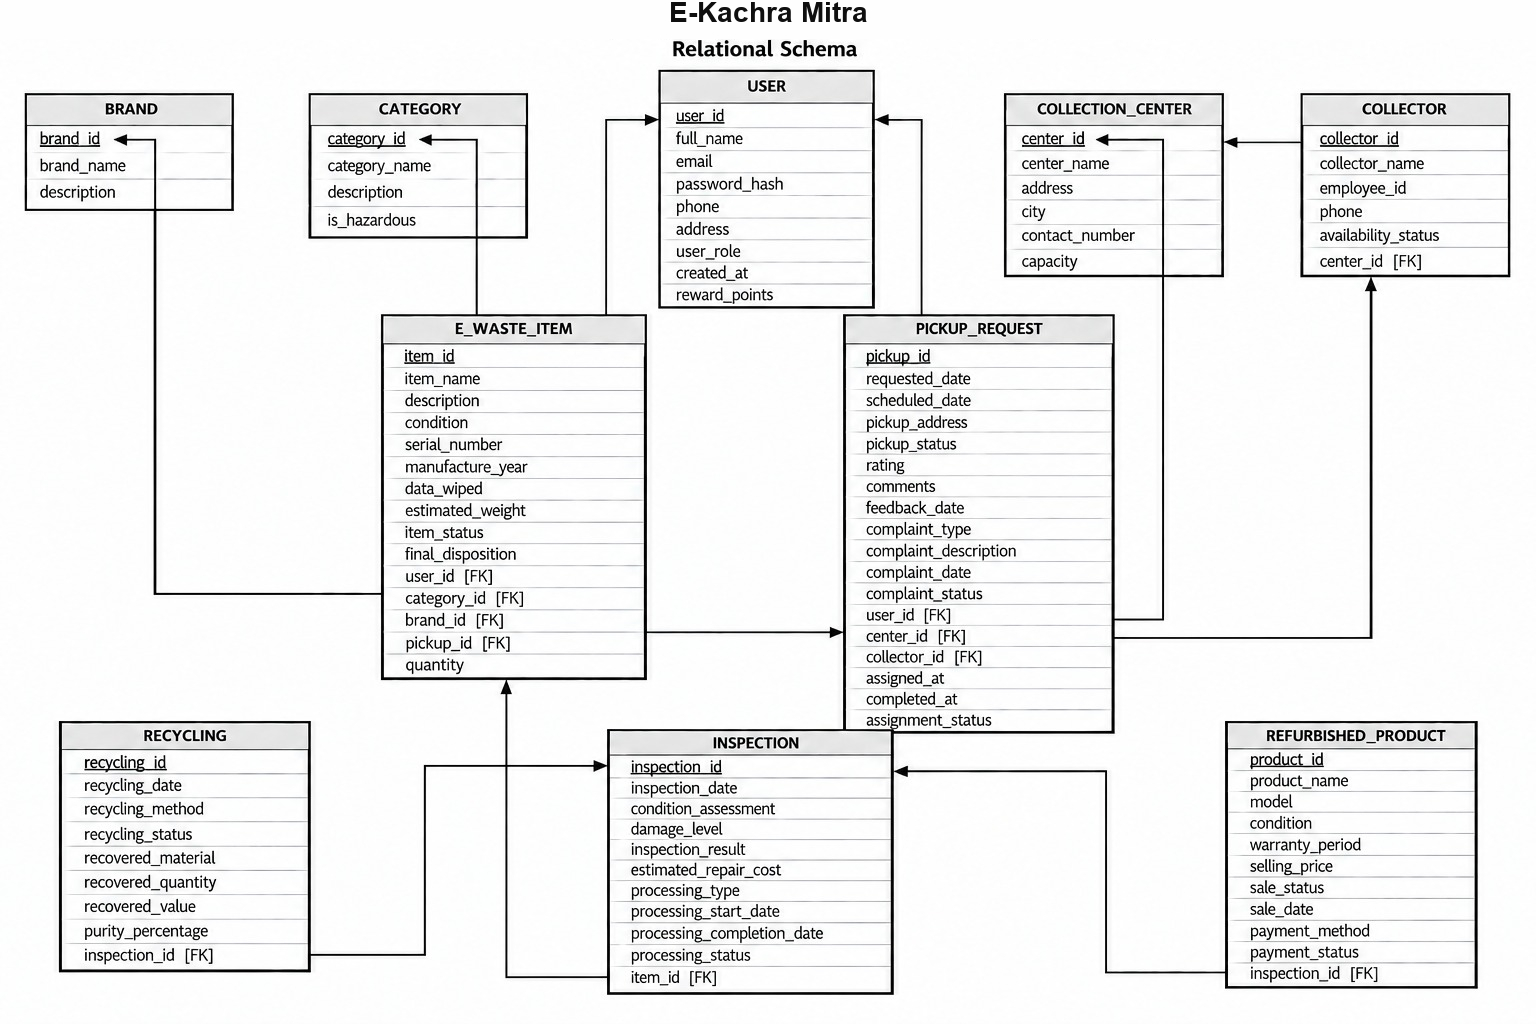 E-Kachra Mitra
Relational Schema
BRAND
brand_id
brand_name
description
CATEGORY
category_id
category_name
description
is_hazardous
USER
user_id
full_name
email
password_hash
phone
address
user_role
created_at
reward_points
COLLECTION_CENTER
center_id
center_name
address
city
contact_number
capacity
COLLECTOR
collector_id
collector_name
employee_id
phone
availability_status
center_id [FK]
E_WASTE_ITEM
item_id
item_name
description
condition
serial_number
manufacture_year
data_wiped
estimated_weight
item_status
final_disposition
user_id [FK]
category_id [FK]
brand_id [FK]
pickup_id [FK]
quantity
PICKUP_REQUEST
pickup_id
requested_date
scheduled_date
pickup_address
pickup_status
rating
comments
feedback_date
complaint_type
complaint_description
complaint_date
complaint_status
user_id [FK]
center_id [FK]
collector_id [FK]
assigned_at
completed_at
assignment_status
RECYCLING
recycling_id
recycling_date
recycling_method
recycling_status
recovered_material
recovered_quantity
recovered_value
purity_percentage
inspection_id [FK]
INSPECTION
inspection_id
inspection_date
condition_assessment
damage_level
inspection_result
estimated_repair_cost
processing_type
processing_start_date
processing_completion_date
processing_status
item_id [FK]
REFURBISHED_PRODUCT
product_id
product_name
model
condition
warranty_period
selling_price
sale_status
sale_date
payment_method
payment_status
inspection_id [FK]